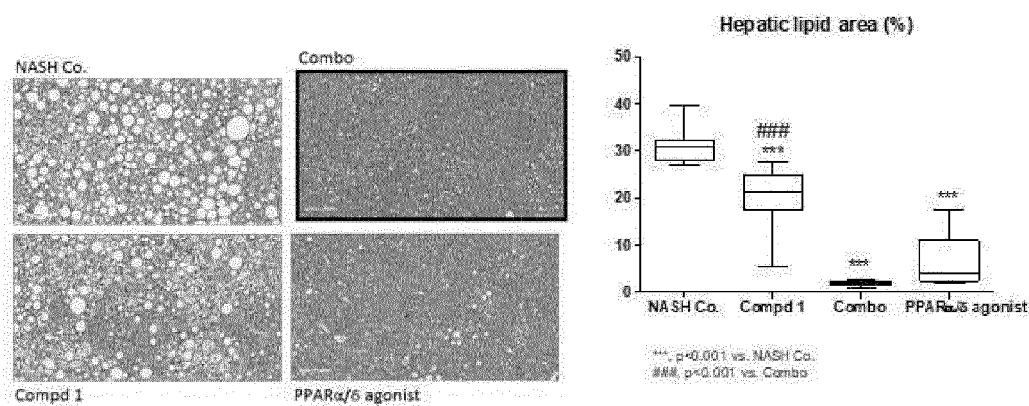 NASH Co.
Combo
Compd 1
PPARα/δ agonist
Hepatic lipid area (%)
50
40
30
20
10
0
###
***
***
***
NASH Co.
Compd 1
Combo
PPARα/δ agonist
***, p<0.001 vs. NASH Co.
###, p<0.001 vs. Combo